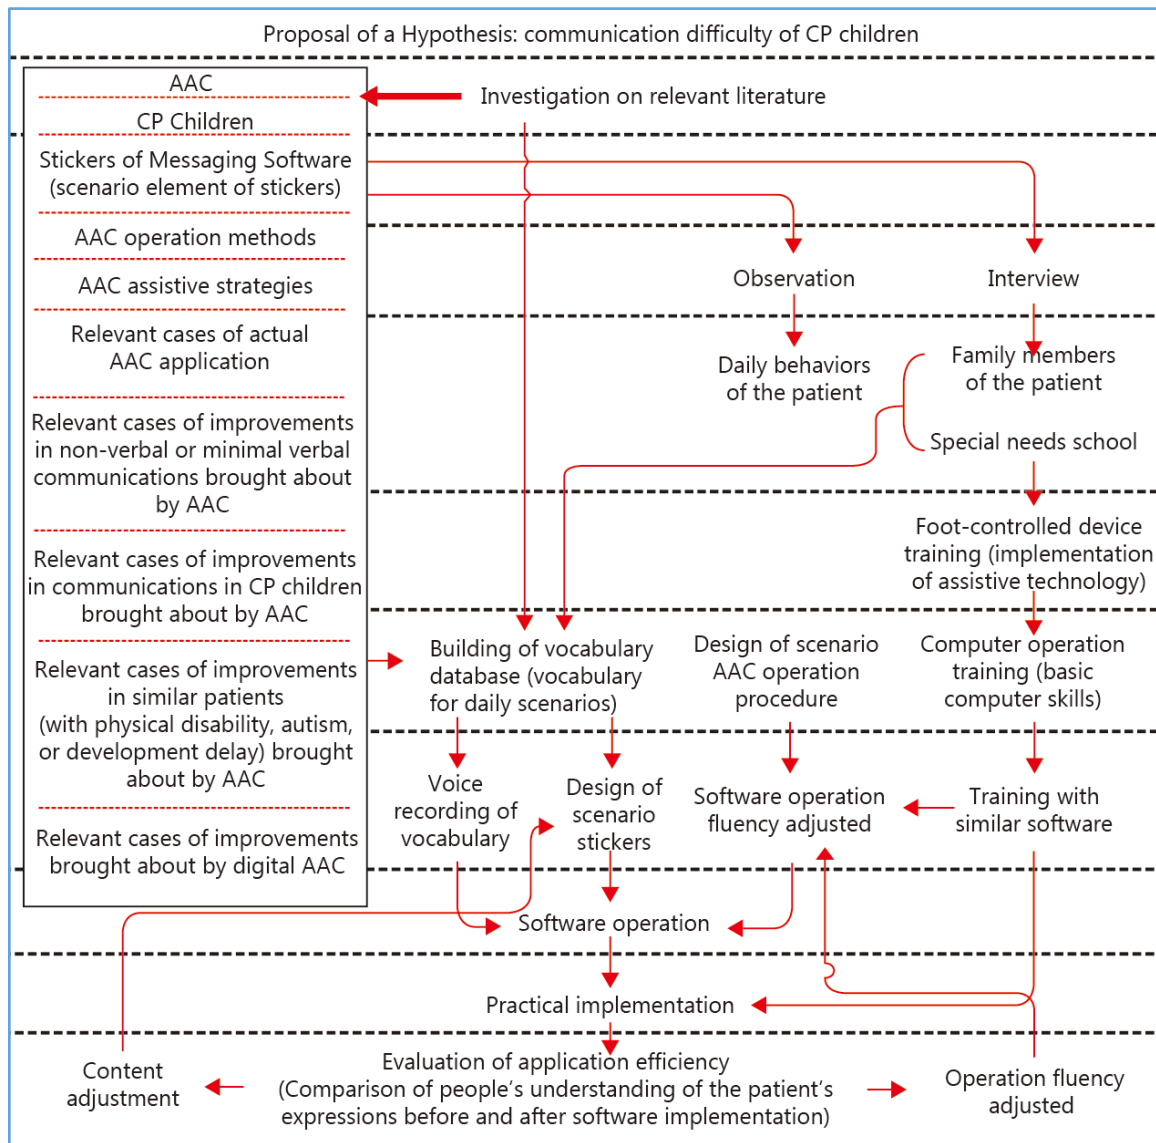 Proposal of a Hypothesis: communication difficulty of CP children
AAC
Investigation on relevant literature
CP Children
Stickers of Messaging Software
(scenario element of stickers)
AAC operation methods
AAC assistive strategies
Relevant cases of actual
AAC application
Relevant cases of improvements
in non-verbal or minimal verbal
communications brought about
by AAC
Relevant cases of improvements
in communications in CP children
brought about by AAC
Relevant cases of improvements
in similar patients
(with physical disability, autism,
or development delay) brought
about by AAC
Relevant cases of improvements
brought about by digital AAC
Observation
Interview
Daily behaviors
of the patient
Family members
of the patient
Special needs school
Foot-controlled device
training (implementation
of assistive technology)
Building of vocabulary
database (vocabulary
for daily scenarios)
Design of scenario
AAC operation
procedure
Computer operation
training (basic
computer skills)
Voice
recording of
vocabulary
Design of
scenario
stickers
Software operation
fluency adjusted
Training with
similar software
Software operation
Practical implementation
Content
adjustment
Evaluation of application efficiency
(Comparison of people's understanding of the patient's
expressions before and after software implementation)
Operation fluency
adjusted